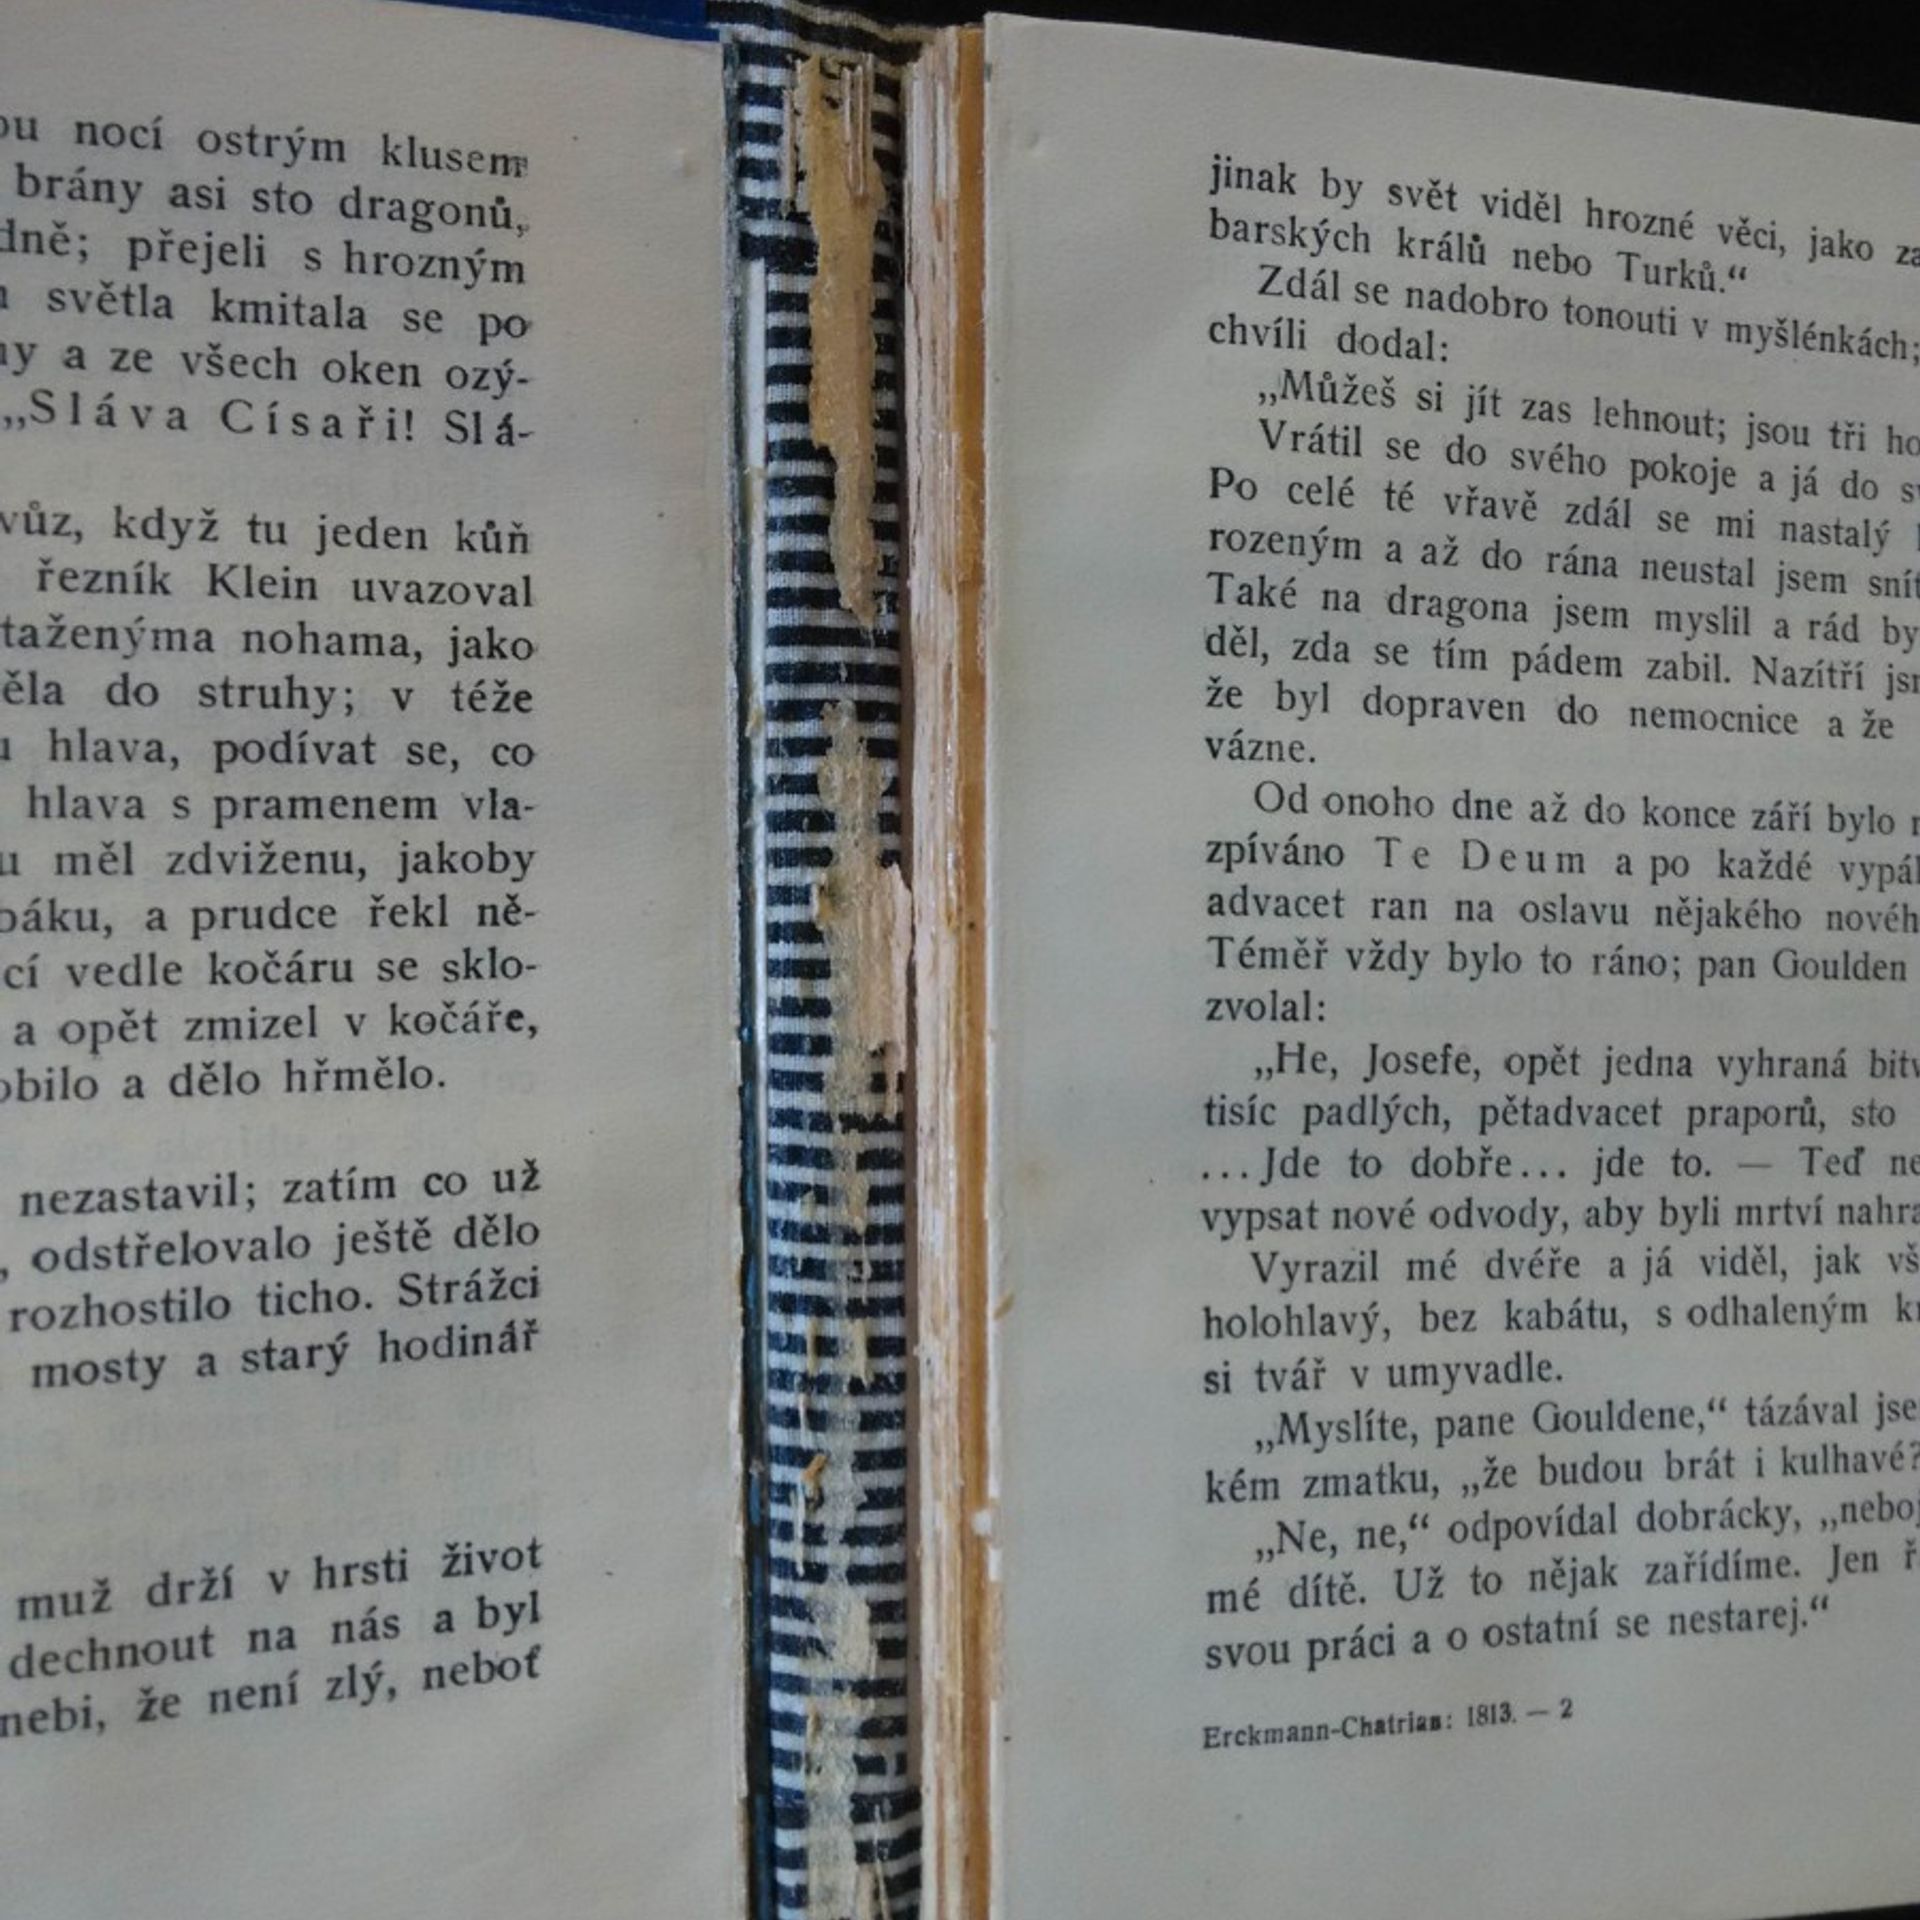 nocí ostrým klusem
brány asi sto dragonů,
přejeli s hrozným
světla kmitala se po
a ze všech oken ozý-
„Sláva Císaři! Slá-
vůz, když tu jeden kůň
řezník Klein uvazoval
nohama, jako
do struhy; v téže
hlava, podívat se, co
hlava s pramenem vla-
měl zdviženu, jakoby
a prudce řekl ně-
vedle kočáru se sklo-
a opět zmizel v kočáře,
a dělo hřmělo.
nezastavil; zatím co už
odstřelovalo ještě dělo
rozhostilo ticho. Strážci
mosty a starý hodinář
muž drží v hrsti život
dechnout na nás a byl
nebi, že není zlý, neboť
jinak by svět viděl hrozné věci, jako za
barských králů nebo Turků.“
Zdál se nadobro tonouti v myšlénkách;
chvíli dodal:
„Můžeš si jít zas lehnout; jsou tři
Vrátil se do svého pokoje a já do
Po celé té vřavě zdál se mi nastalý
rozeným a až do rána neustal jsem
Také na dragona jsem myslil a rád
děl, zda se tím pádem zabil. Nazítří
že byl dopraven do nemocnice a že
vázne.
Od onoho dne až do konce září bylo
zpíváno Te Deum a po každé
advacet ran na oslavu nějakého
Téměř vždy bylo to ráno; pan Goulden
zvolal:
„He, Josefe, opět jedna vyhraná
tisíc padlých, pětadvacet praporů, sto
...Jde to dobře... jde to. — Teď
vypsat nové odvody, aby byli mrtví
Vyrazil mé dvéře a já viděl, jak
holohlavý, bez kabátu, s odhaleným
si tvář v umyvadle.
„Myslíte, pane Gouldene,“ tázával
kém zmatku, „že budou brát i kulhavé?
„Ne, ne,“ odpovídal dobrácky,
mé dítě. Už to nějak zařídíme. Jen
svou práci a o ostatní se nestarej.“
Erckmann-Chatrian: 1813. — 2